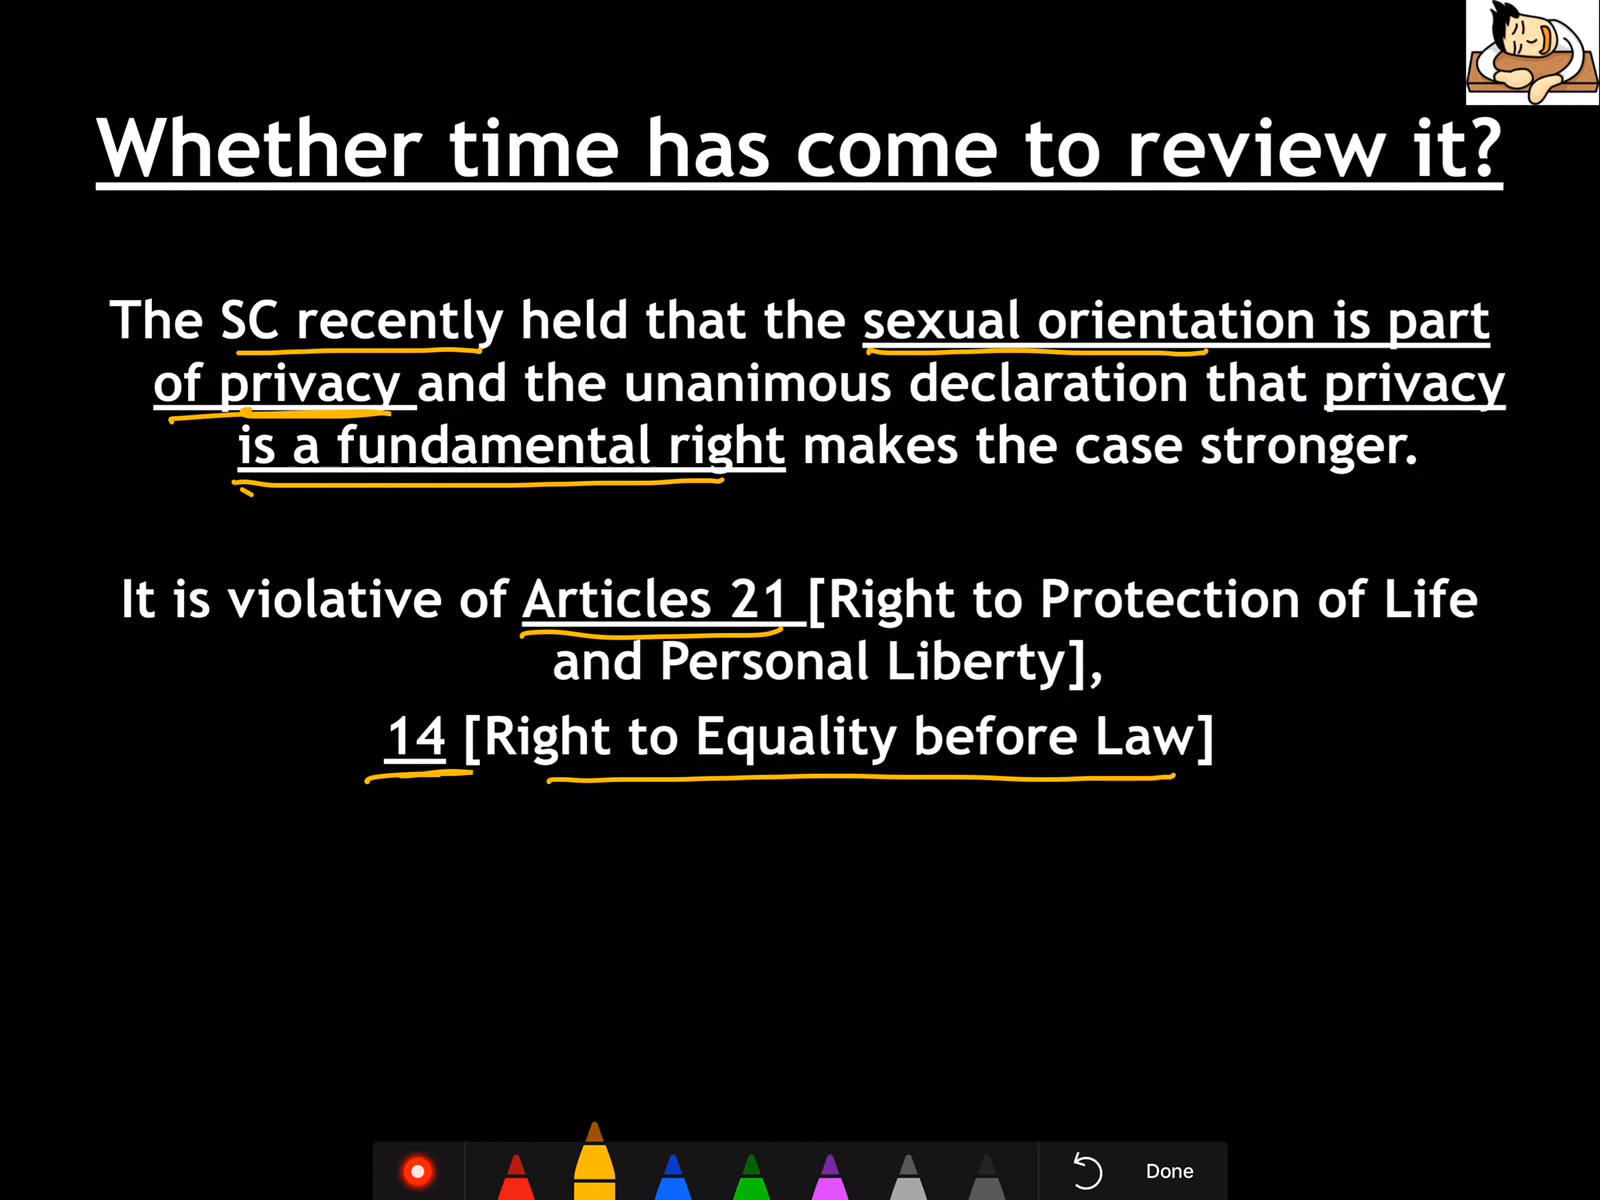 Whether time has come to review it?
The SC recently held that the sexual orientation is part
of privacy and the unanimous declaration that privacy
is a fundamental right makes the case stronger.
It is violative of Articles 21 [Right to Protection of Life
and Personal Liberty],
14 [Right to Equality before Law]
Done